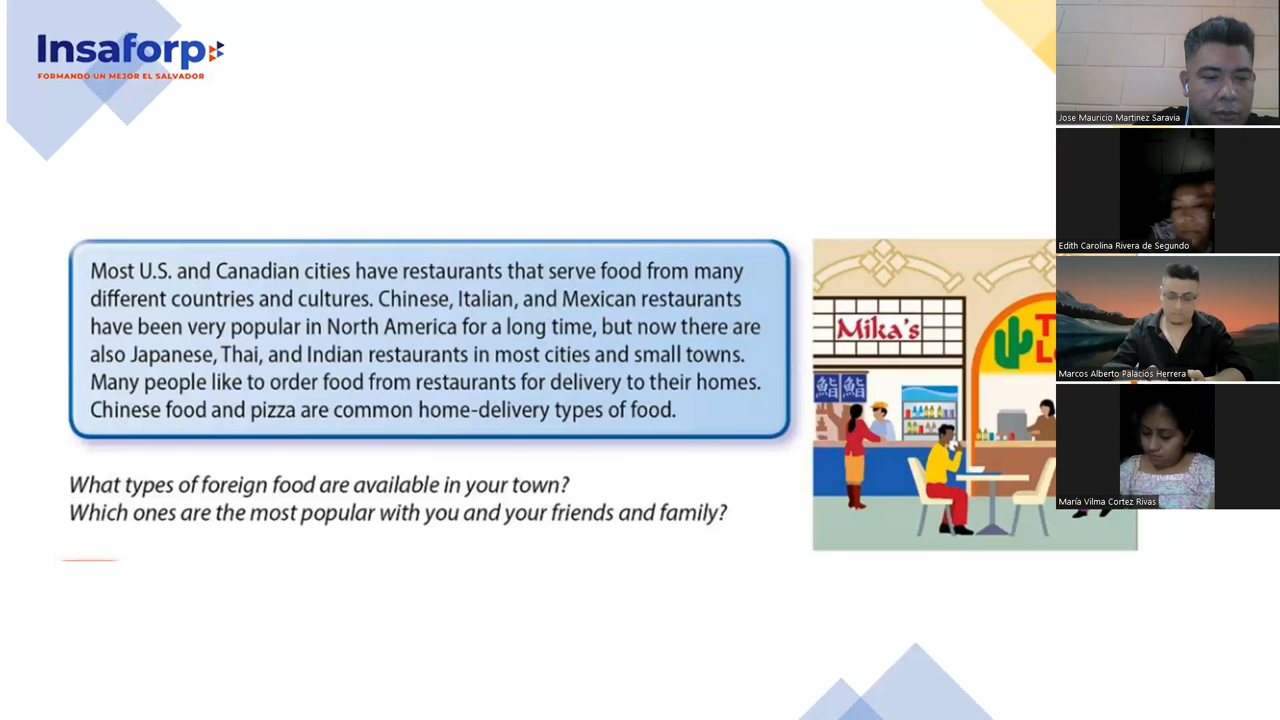 Insaforp
FORMANDO UN MEJOR EL SALVADOR
Most U.S. and Canadian cities have restaurants that serve food from many
different countries and cultures. Chinese, Italian, and Mexican restaurants
have been very popular in North America for a long time, but now there are
also Japanese, Thai, and Indian restaurants in most cities and small towns.
Many people like to order food from restaurants for delivery to their homes.
Chinese food and pizza are common home-delivery types of food.
What types of foreign food are available in your town?
Which ones are the most popular with you and your friends and family?
Mika's
鮨 鮨
Jose Mauricio Martinez Saravia
Edith Carolina Rivera de Segundo
Marcos Alberto Palacios Herrera
María Vilma Cortez Rivas